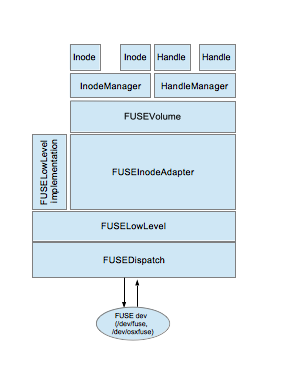 Inode
Inode
Handle
Handle
InodeManager
HandleManager
FUSEVolume
FUSELowLevel
implementation
FUSEInodeAdapter
FUSELowLevel
FUSEDispatch
FUSE dev
(/dev/fuse,
/dev/osxfuse)